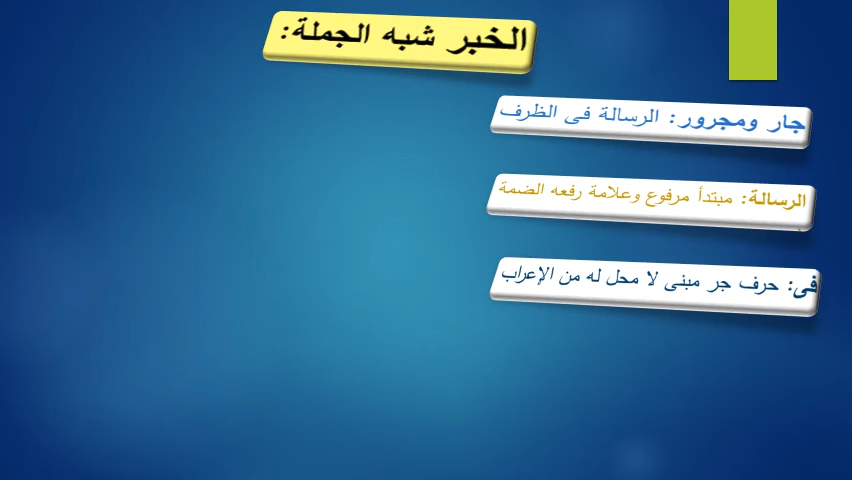 الخبر شبه الجملة:
جار ومجرور: الرسالة فى الظرف
الرسالة: مبتدأ مرفوع وعلامة رفعه الضمة
فى: حرف جر مبنى لا محل له من الإعراب